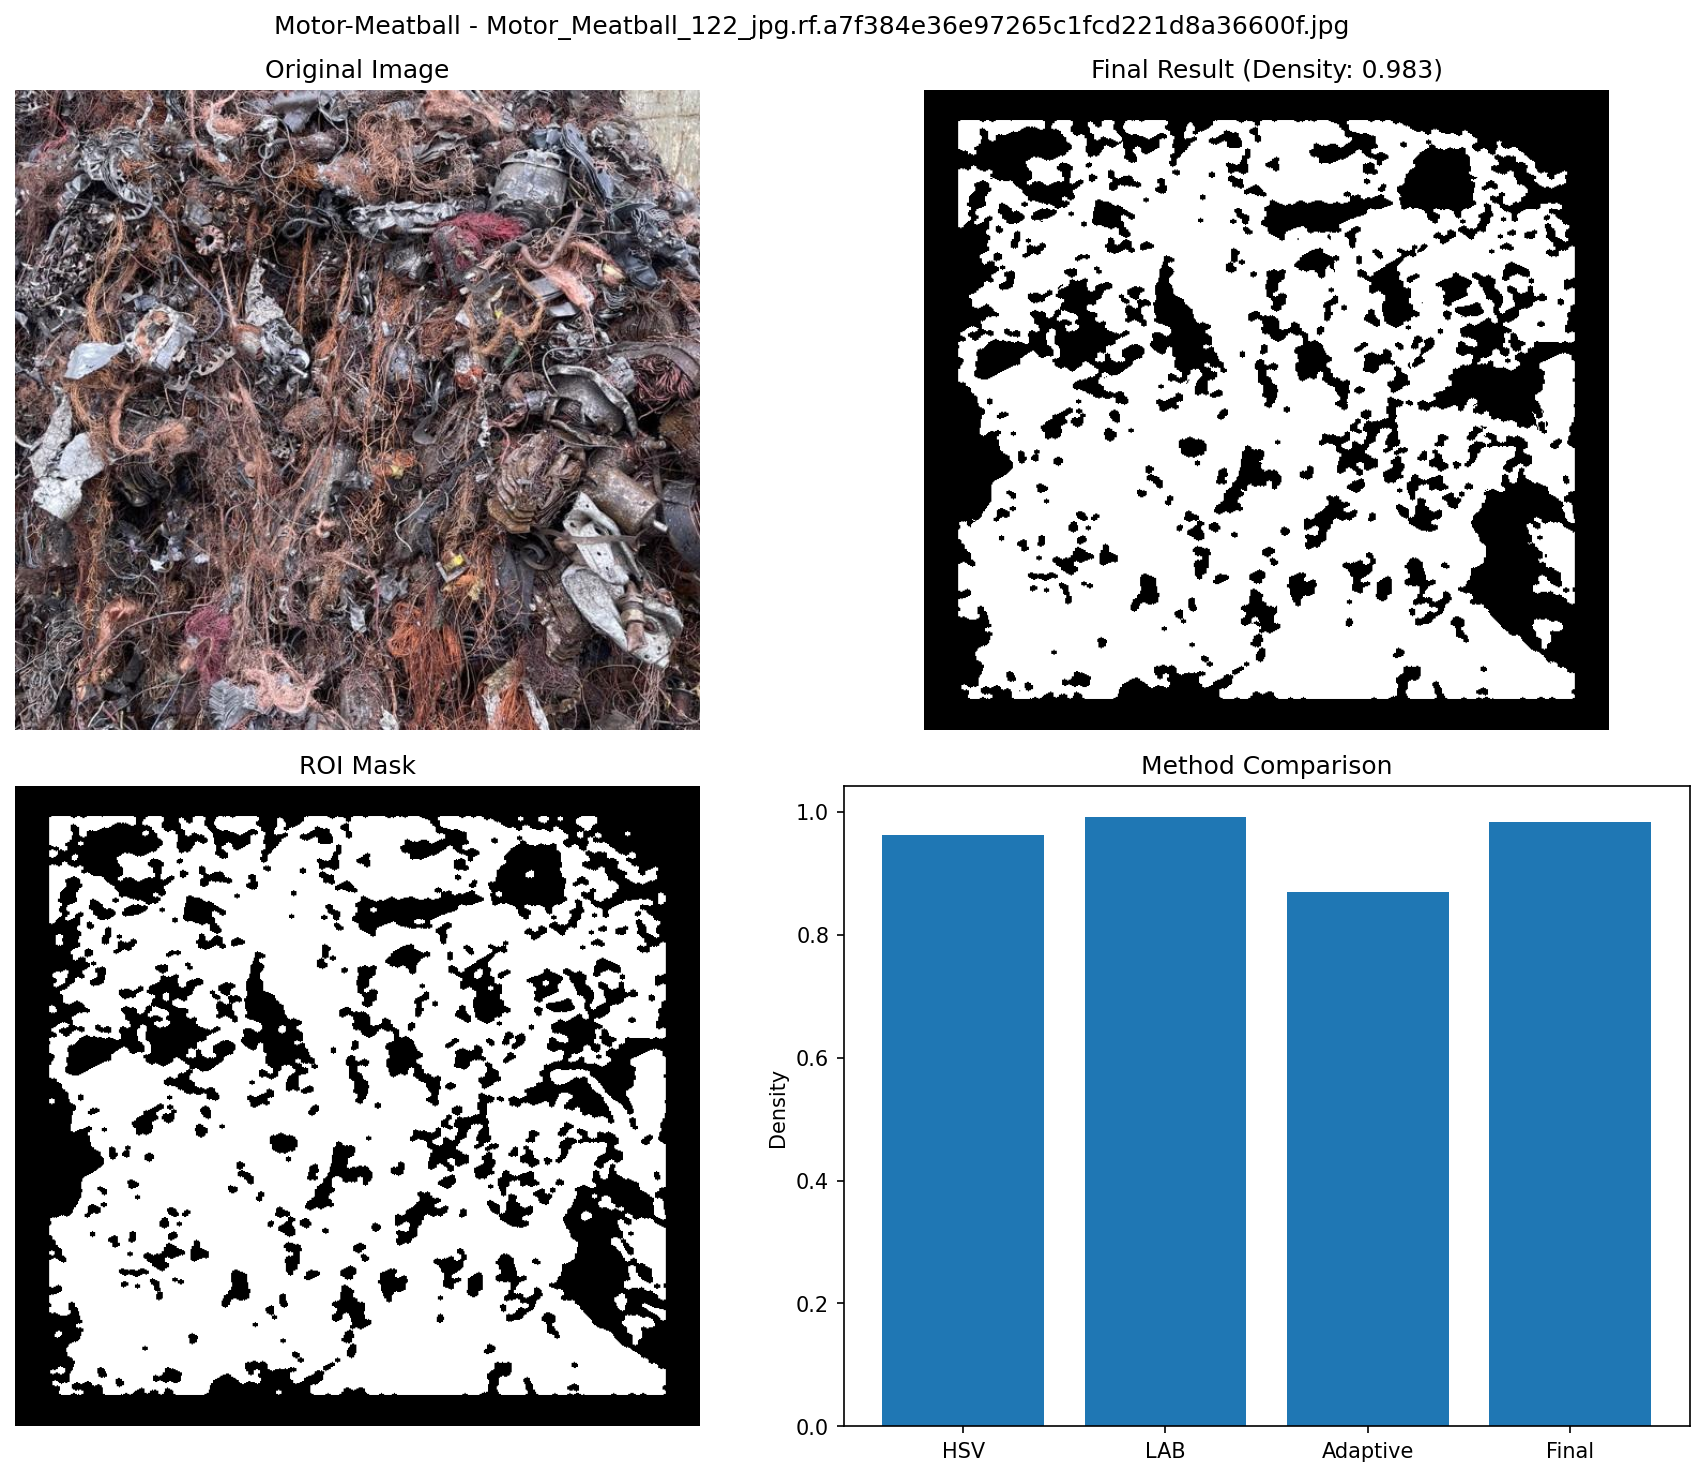 Motor-Meatball - Motor_Meatball_122_jpg.rf.a7f384e36e97265c1fcd221d8a36600f.jpg
Original Image
Final Result (Density: 0.983)
ROI Mask
Method Comparison
Density
1.0
0.8
0.6
0.4
0.2
0.0
HSV
LAB
Adaptive
Final